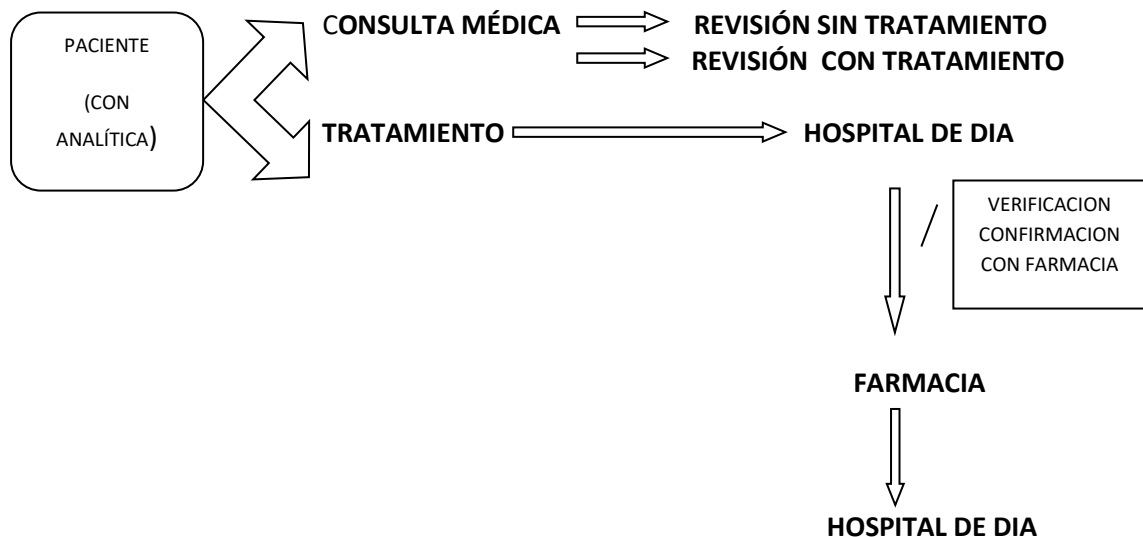 PACIENTE
(CON
ANALÍTICA)
CONSULTA MÉDICA
REVISIÓN SIN TRATAMIENTO
REVISIÓN CON TRATAMIENTO
TRATAMIENTO
HOSPITAL DE DIA
VERIFICACION
CONFIRMACION
CON FARMACIA
FARMACIA
HOSPITAL DE DIA